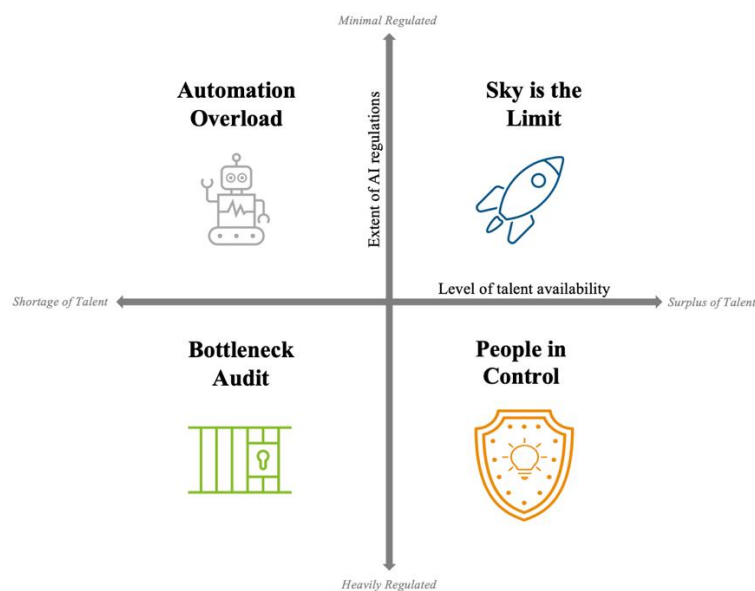 Minimal Regulated
Automation
Overload
Sky is the
Limit
Extent of AI regulations
Level of talent availability
Shortage of Talent
Surplus of Talent
Bottleneck
Audit
People in
Control
Heavily Regulated